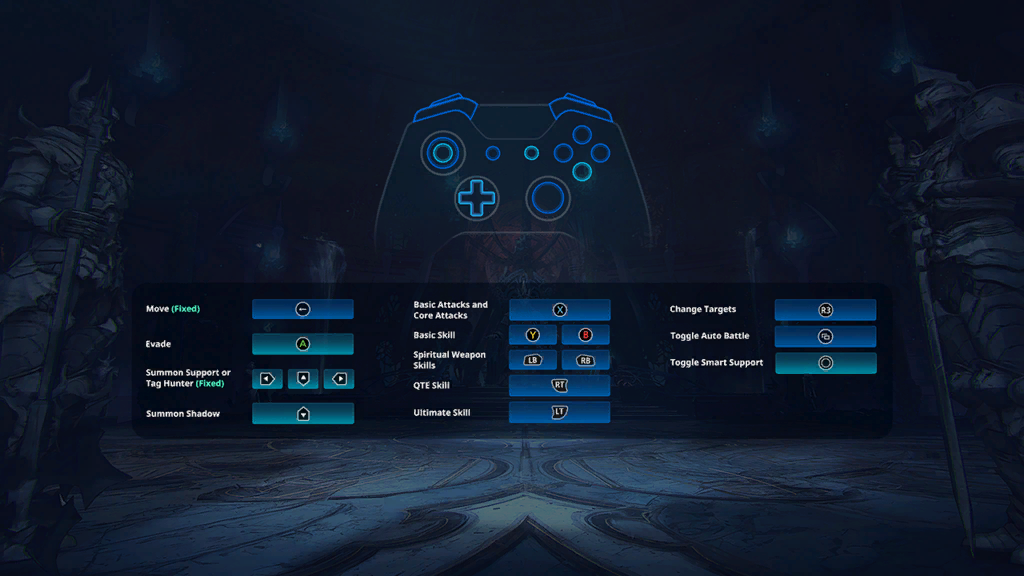 Move (Fixed)
Evade
A
Summon Support or
Tag Hunter (Fixed)
Summon Shadow
Basic Attacks and
Core Attacks
X
Basic Skill
Y B
Spiritual Weapon
Skills
LB RB
QTE Skill
RT
Ultimate Skill
LT
Change Targets
R3
Toggle Auto Battle
Toggle Smart Support